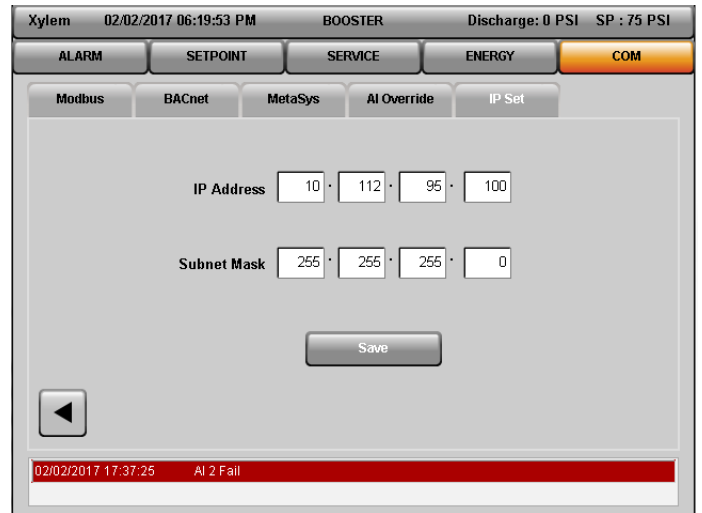 Xylem 02/02/2017 06:19:53 PM BOOSTER Discharge: 0 PSI SP : 75 PSI
ALARM SETPOINT SERVICE ENERGY COM
Modbus BACnet MetaSys AI Override IP Set
IP Address 10 . 112 . 95 . 100
Subnet Mask 255 . 255 . 255 . 0
Save
02/02/2017 17:37:25 AI 2 Fail